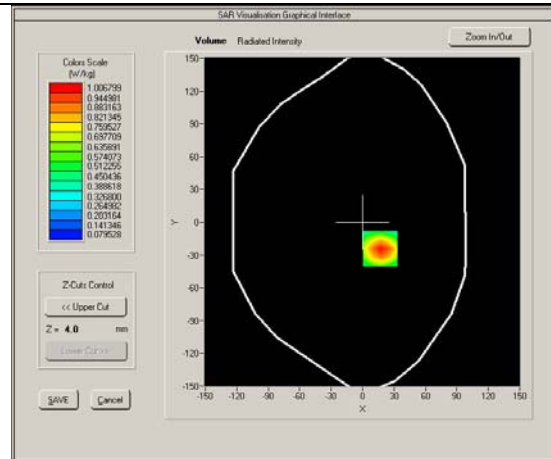 SAR Visualisation Graphical Interface
Volume Radiated Intensity
Zoom In/Out
Colors Scale
(W/kg)
1.006799
0.944981
0.883163
0.821345
0.759527
0.697709
0.635891
0.574073
0.512255
0.450436
0.388618
0.326800
0.264982
0.203164
0.141346
0.079528
Z-Cuts Control
<< Upper Cut
Z = 4.0 mm
Lower Cut >>
SAVE Cancel
Y
150
120
90
60
30
0
-30
-60
-90
-120
-150
-150 -120 -90 -60 -30 0 30 60 90 120 150
X